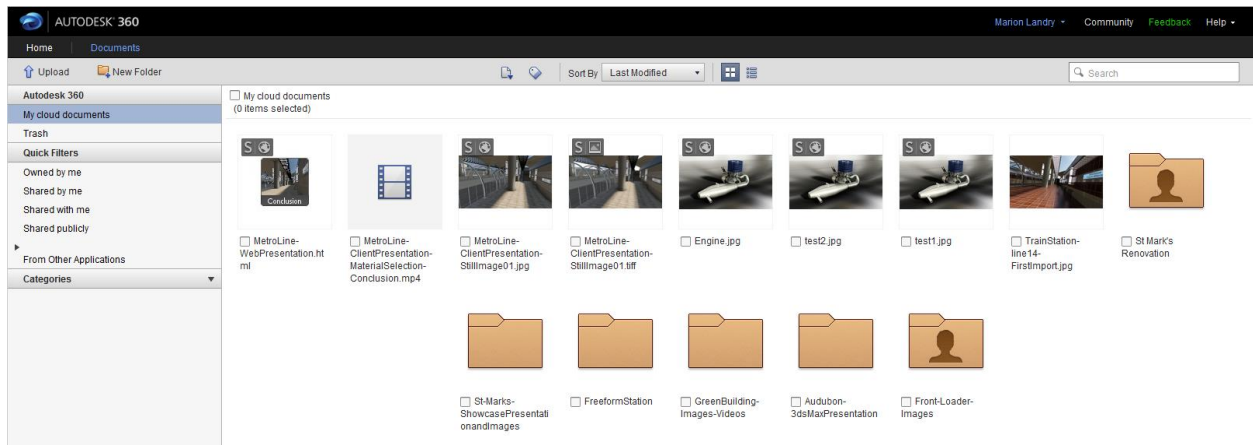 AUTODESK® 360
Marion Landry Community Feedback Help
Home Documents
Upload New Folder Sort By Last Modified Search
Autodesk 360
My cloud documents
Trash
Quick Filters
Owned by me
Shared by me
Shared with me
Shared publicly
From Other Applications
Categories
My cloud documents
(0 items selected)
S
Conclusion
MetroLine-
WebPresentation.ht
ml
MetroLine-
ClientPresentation-
MaterialSelection-
Conclusion.mp4
S
MetroLine-
ClientPresentation-
StillImage01.jpg
S
MetroLine-
ClientPresentation-
StillImage01.tiff
S
Engine.jpg
S
test2.jpg
S
test1.jpg
TrainStation-
line14-
FirstImport.jpg
St Mark's
Renovation
St-Marks-
ShowcasePresentati
onandImages
FreeformStation
GreenBuilding-
Images-Videos
Audubon-
3dsMaxPresentation
Front-Loader-
Images